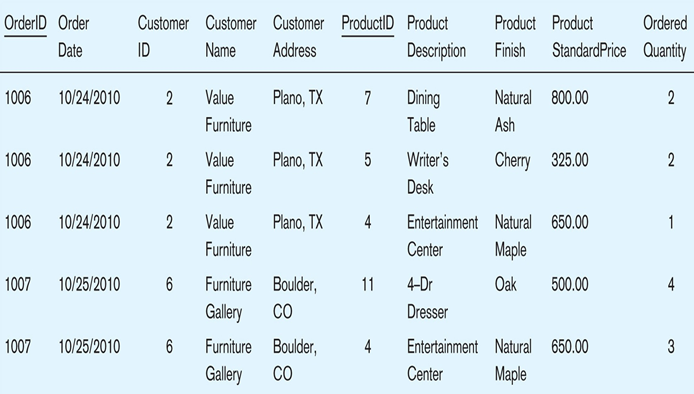 OrderID Order Customer Customer Customer ProductID Product Product Product Ordered
Date ID Name Address Description Finish StandardPrice Quantity
1006 10/24/2010 2 Value Plano, TX 7 Dining Natural 800.00 2
Furniture Table Ash
1006 10/24/2010 2 Value Plano, TX 5 Writer's Cherry 325.00 2
Furniture Desk
1006 10/24/2010 2 Value Plano, TX 4 Entertainment Natural 650.00 1
Furniture Center Maple
1007 10/25/2010 6 Furniture Boulder, 11 4–Dr Oak 500.00 4
Gallery CO Dresser
1007 10/25/2010 6 Furniture Boulder, 4 Entertainment Natural 650.00 3
Gallery CO Center Maple